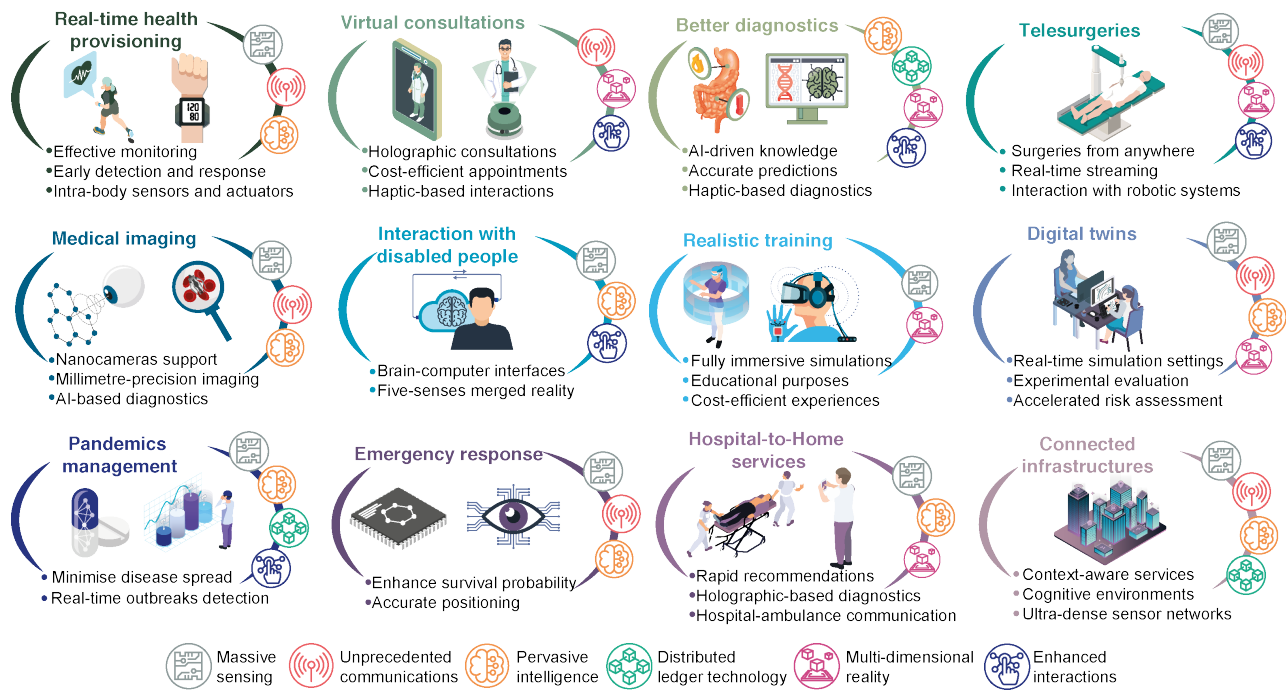 Real-time health
provisioning
120
80
•Effective monitoring
•Early detection and response
•Intra-body sensors and actuators
Virtual consultations
•Holographic consultations
•Cost-efficient appointments
•Haptic-based interactions
Better diagnostics
•AI-driven knowledge
•Accurate predictions
•Haptic-based diagnostics
Telesurgeries
•Surgeries from anywhere
•Real-time streaming
•Interaction with robotic systems
Medical imaging
•Nanocameras support
•Millimetre-precision imaging
•AI-based diagnostics
Interaction with
disabled people
•Brain-computer interfaces
•Five-senses merged reality
Realistic training
•Fully immersive simulations
•Educational purposes
•Cost-efficient experiences
Digital twins
•Real-time simulation settings
•Experimental evaluation
•Accelerated risk assessment
Pandemics
management
•Minimise disease spread
•Real-time outbreaks detection
Emergency response
•Enhance survival probability
•Accurate positioning
Hospital-to-Home
services
•Rapid recommendations
•Holographic-based diagnostics
•Hospital-ambulance communication
Connected
infrastructures
•Context-aware services
•Cognitive environments
•Ultra-dense sensor networks
Massive
sensing
Unprecedented
communications
Pervasive
intelligence
Distributed
ledger technology
Multi-dimensional
reality
Enhanced
interactions